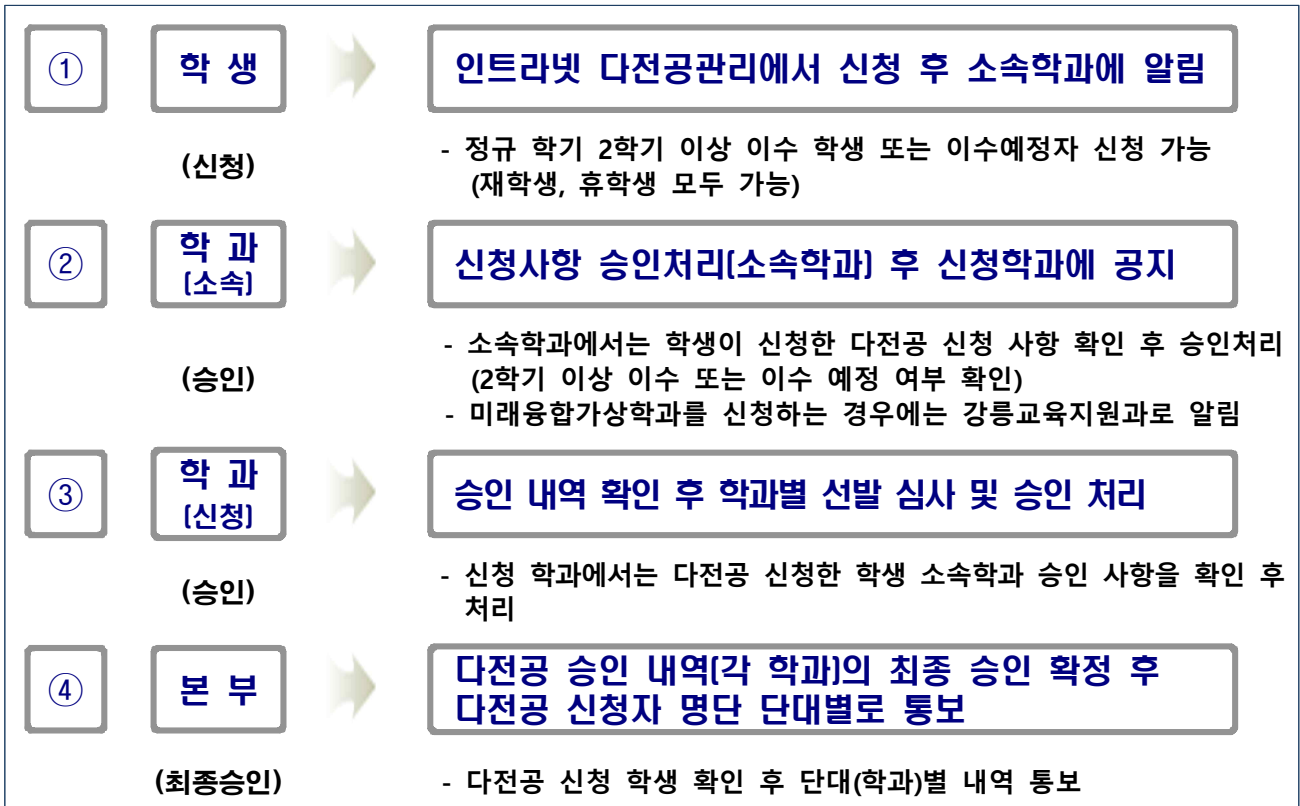 ① 학 생 인트라넷 다전공관리에서 신청 후 소속학과에 알림
(신청) - 정규 학기 2학기 이상 이수 학생 또는 이수예정자 신청 가능
(재학생, 휴학생 모두 가능)
② 학 과 신청사항 승인처리(소속학과) 후 신청학과에 공지
(소속)
- 소속학과에서는 학생이 신청한 다전공 신청 사항 확인 후 승인처리
(승인) (2학기 이상 이수 또는 이수 예정 여부 확인)
- 미래융합가상학과를 신청하는 경우에는 강릉교육지원과로 알림
③ 학 과 승인 내역 확인 후 학과별 선발 심사 및 승인 처리
(신청)
(승인) - 신청 학과에서는 다전공 신청한 학생 소속학과 승인 사항을 확인 후
처리
④ 본 부 다전공 승인 내역(각 학과)의 최종 승인 확정 후
다전공 신청자 명단 단대별로 통보
(최종승인) - 다전공 신청 학생 확인 후 단대(학과)별 내역 통보